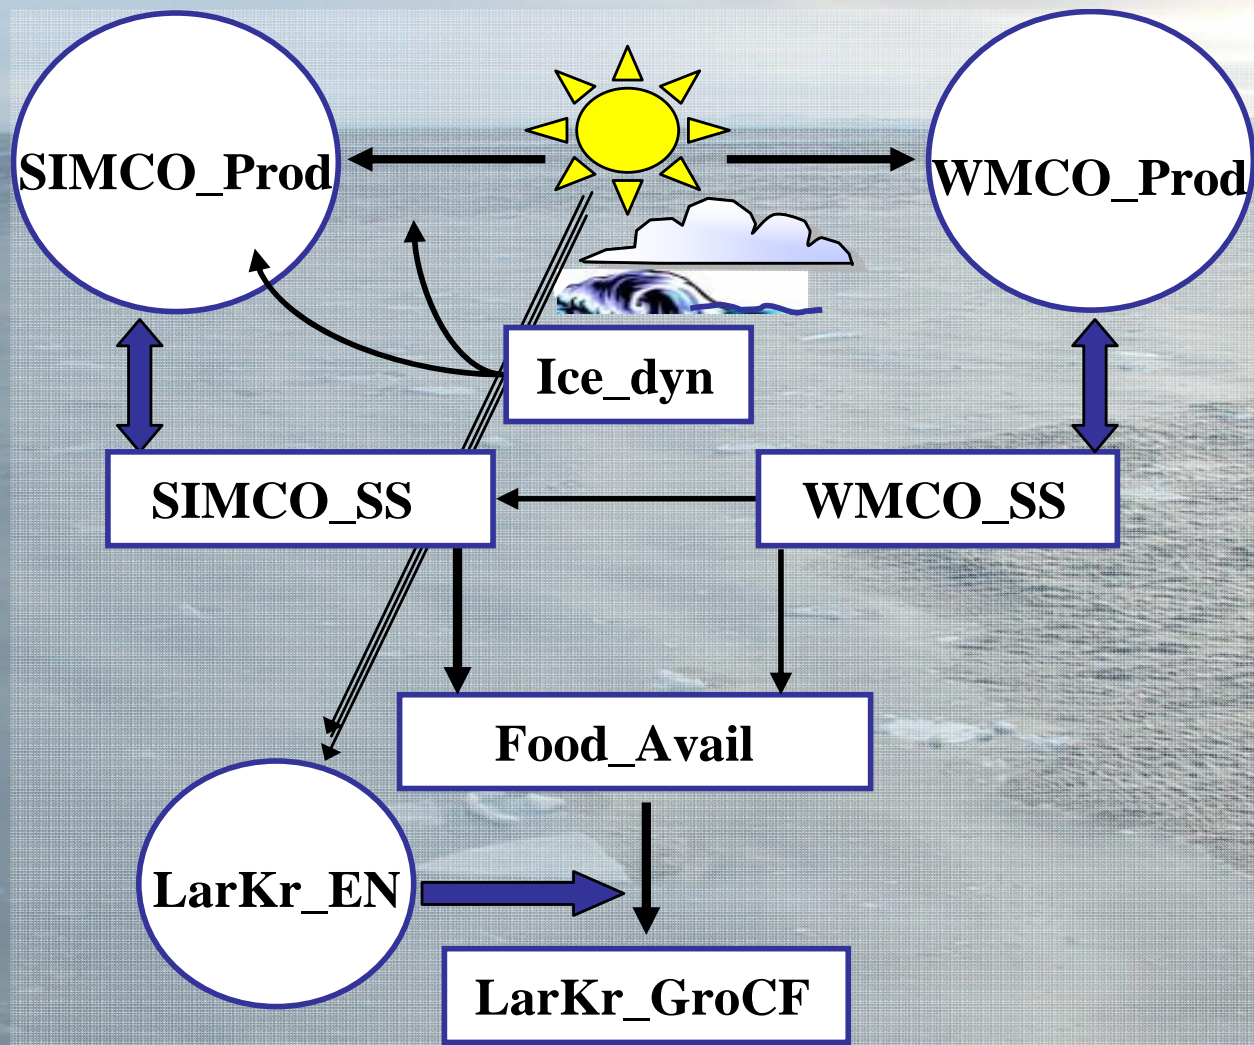 SIMCO_Prod
WMCO_Prod
Ice_dyn
SIMCO_SS
WMCO_SS
Food_Avail
LarKr_EN
LarKr_GroCF